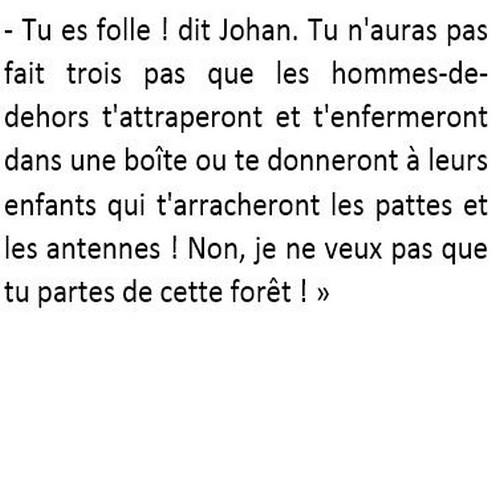 - Tu es folle ! dit Johan. Tu n'auras pas
fait trois pas que les hommes-de-
dehors t'attraperont et t'enfermeront
dans une boîte ou te donneront à leurs
enfants qui t'arracheront les pattes et
les antennes ! Non, je ne veux pas que
tu partes de cette forêt ! »